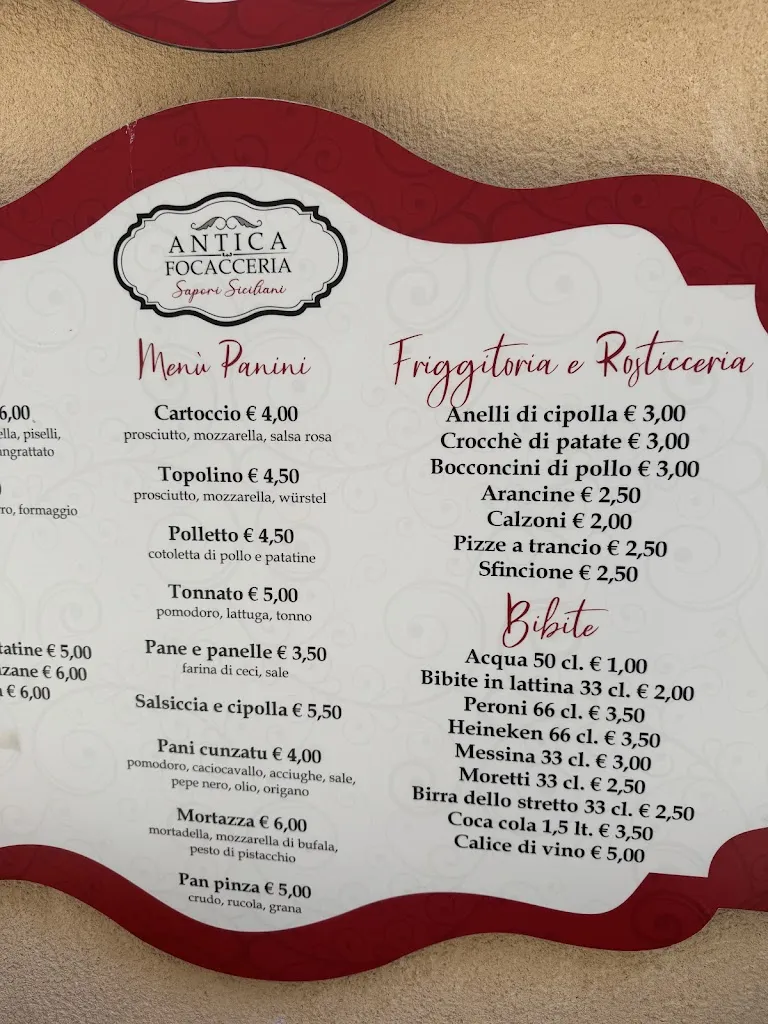 ANTICA
FOCACCERIA
Sapori Siciliani
6,00
piselli,
formaggio
€ 5,00
€ 6,00
€ 6,00
Menù Panini
Cartoccio € 4,00
prosciutto, mozzarella, salsa rosa
Topolino € 4,50
prosciutto, mozzarella, würstel
Polletto € 4,50
cotoletta di pollo e patatine
Tonnato € 5,00
pomodoro, lattuga, tonno
Pane e panelle € 3,50
farina di ceci, sale
Salsiccia e cipolla € 5,50
Pani cunzatu € 4,00
pomodoro, caciocavallo, acciughe, sale,
pepe nero, olio, origano
Mortazza € 6,00
mortadella, mozzarella di bufala,
pesto di pistacchio
Pan pinza € 5,00
crudo, rucola, grana
Friggitoria e Rosticceria
Anelli di cipolla € 3,00
Crocchè di patate € 3,00
Bocconcini di pollo € 3,00
Arancine € 2,50
Calzoni € 2,00
Pizze a trancio € 2,50
Sfincione € 2,50
Bibite
Acqua 50 cl. € 1,00
Bibite in lattina 33 cl. € 2,00
Peroni 66 cl. € 3,50
Heineken 66 cl. € 3,50
Messina 33 cl. € 3,00
Moretti 33 cl. € 2,50
Birra dello stretto 33 cl. € 2,50
Coca cola 1,5 lt. € 3,50
Calice di vino € 5,00